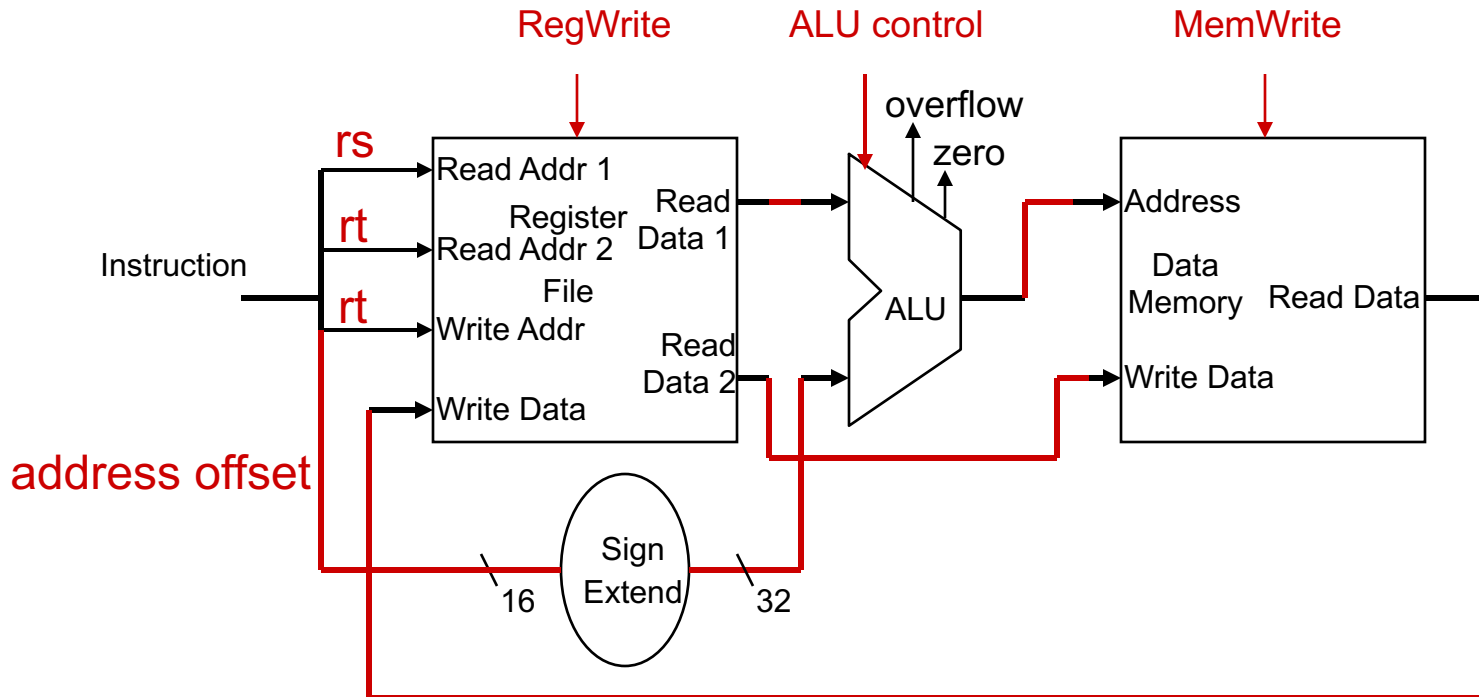 RegWrite
ALU control
MemWrite
overflow
zero
rs
rt
rt
Instruction
address offset
Read Addr 1
Register
Read Addr 2
File
Write Addr
Write Data
Read
Data 1
Read
Data 2
ALU
Address
Data
Memory
Read Data
Write Data
Sign
Extend
16
32